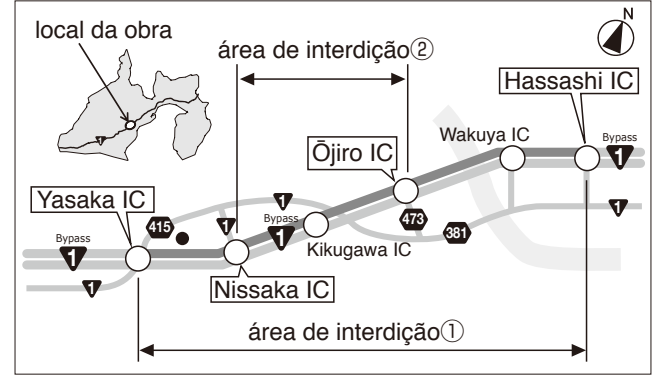 local da obra
N
área de interdição②
Hassashi IC
Wakuya IC
Ōjiro IC
Bypass
1
1
Yasaka IC
415
1
1
Bypass
1
473
381
1
Bypass
1
Kikugawa IC
1
Nissaka IC
área de interdição①